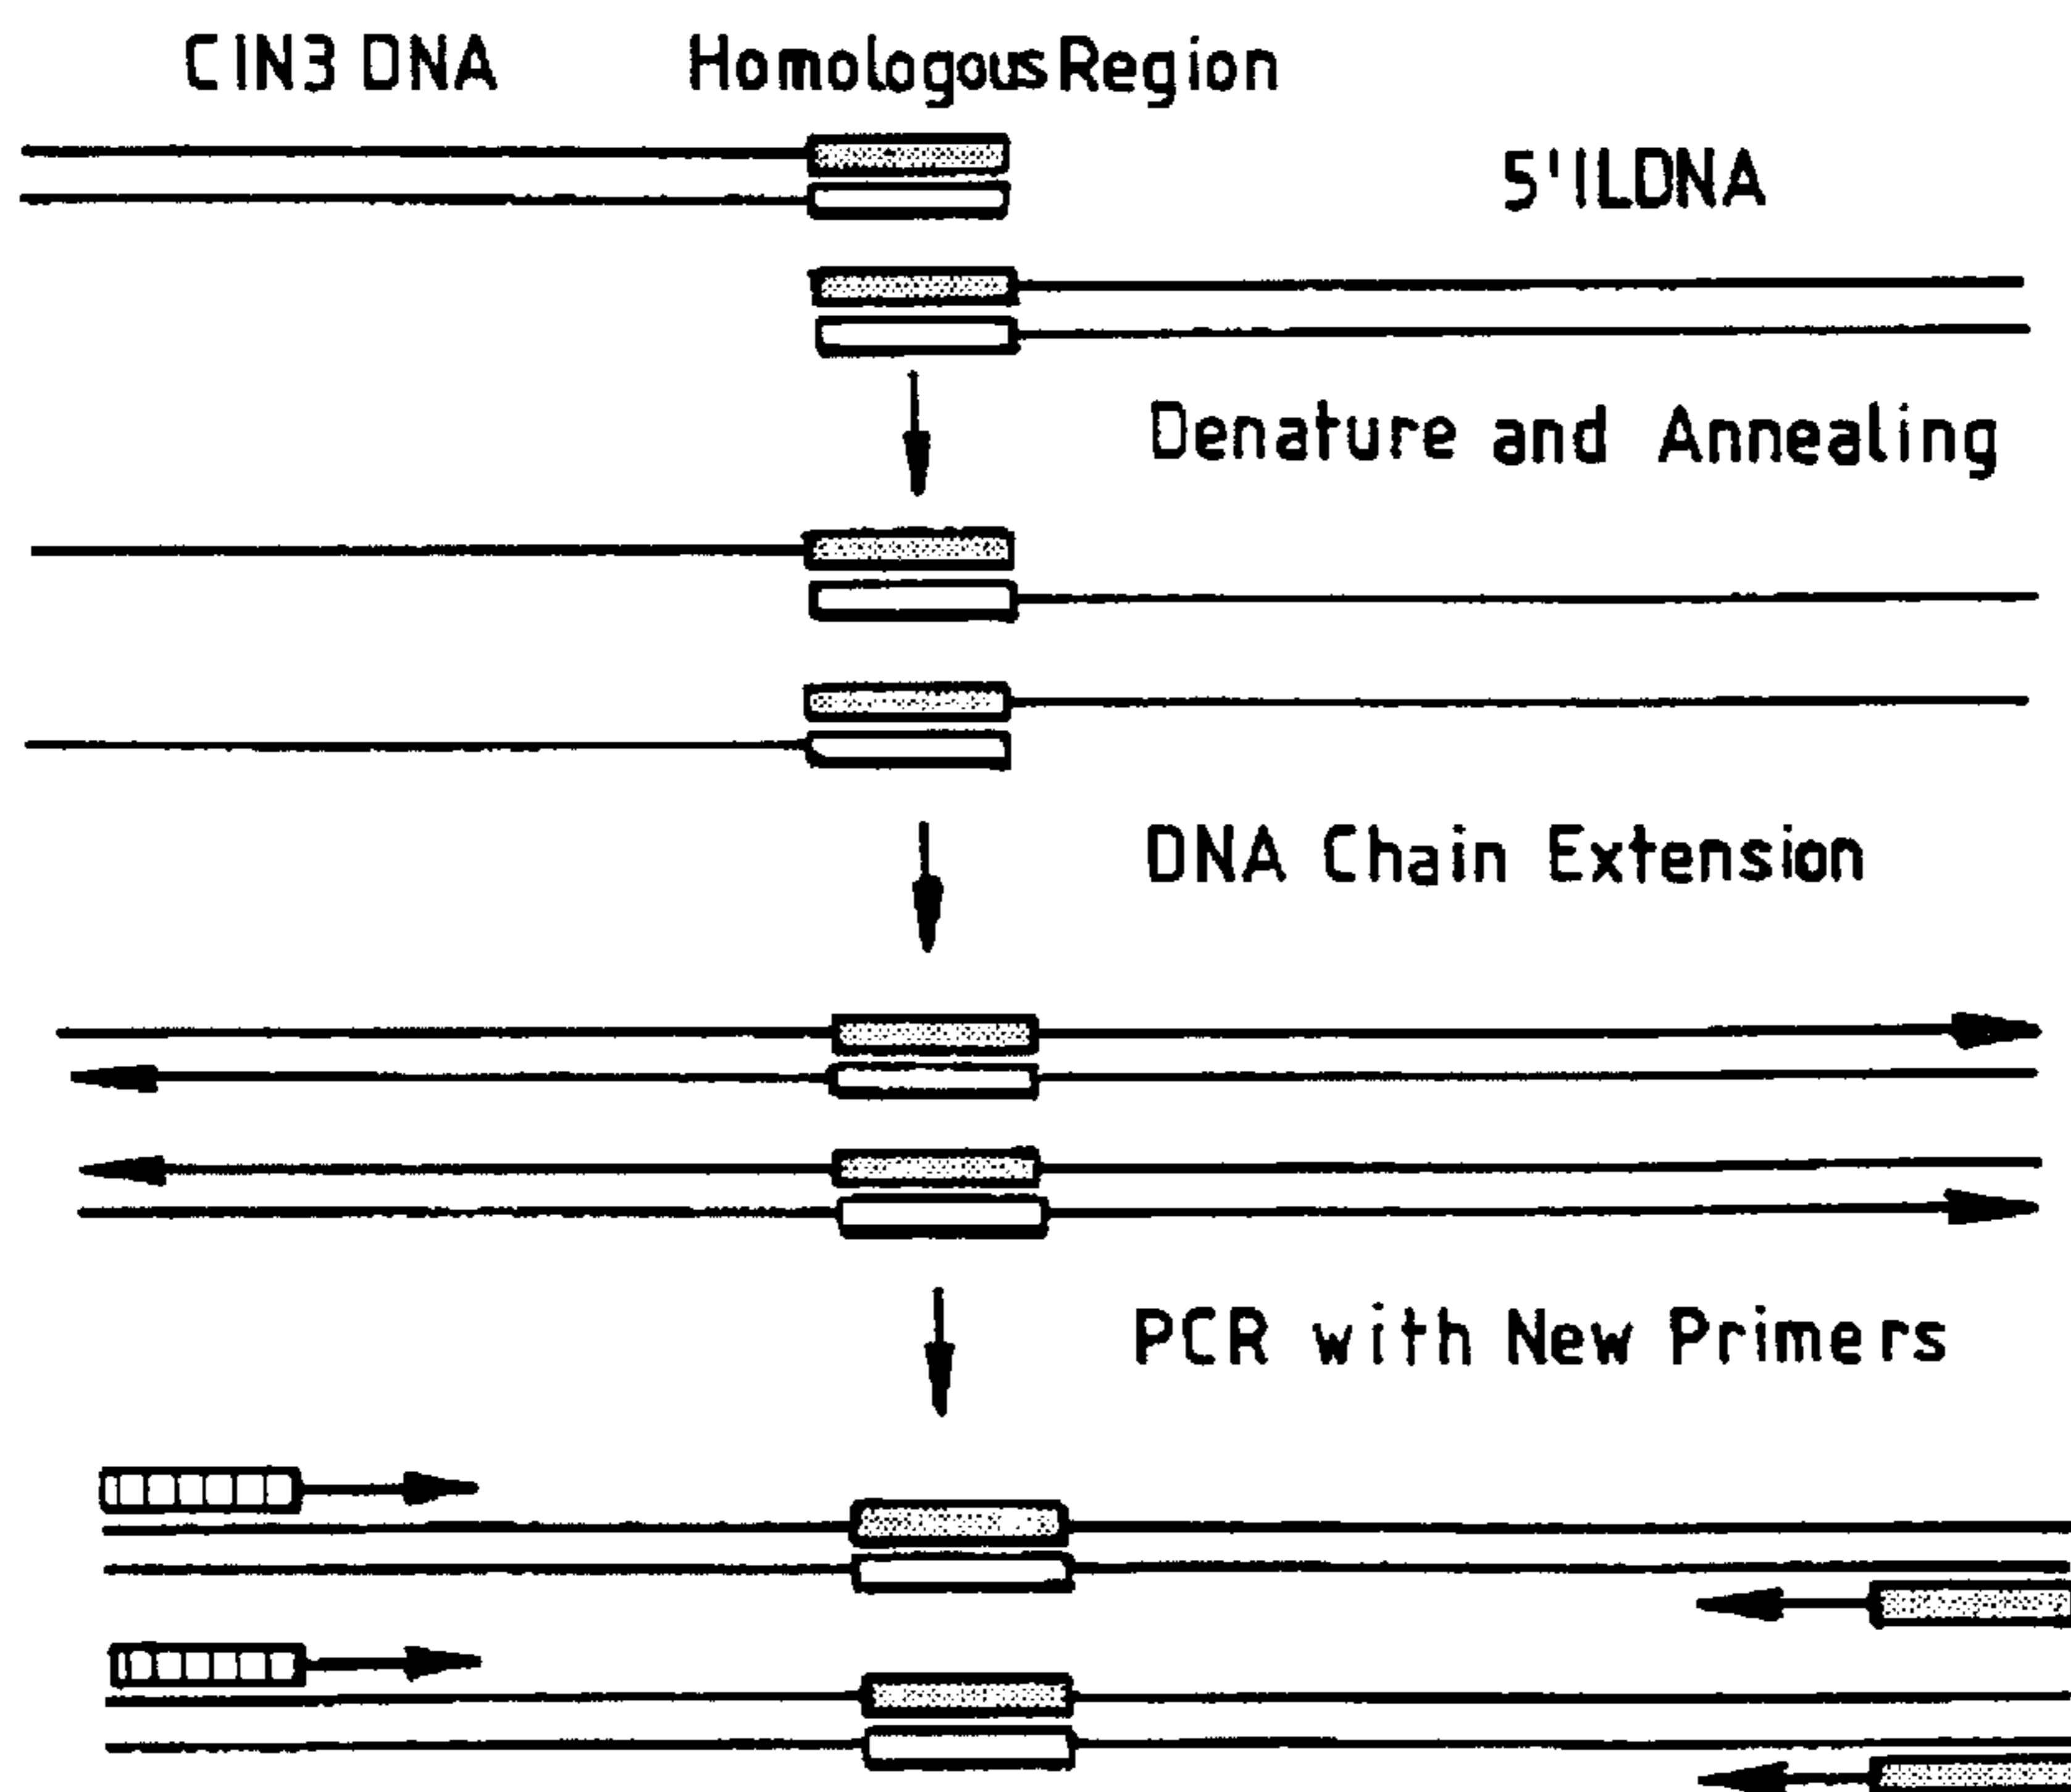 CIN3 DNA
Homologous Region
5'ILDNA
Denature and Annealing
DNA Chain Extension
PCR with New Primers